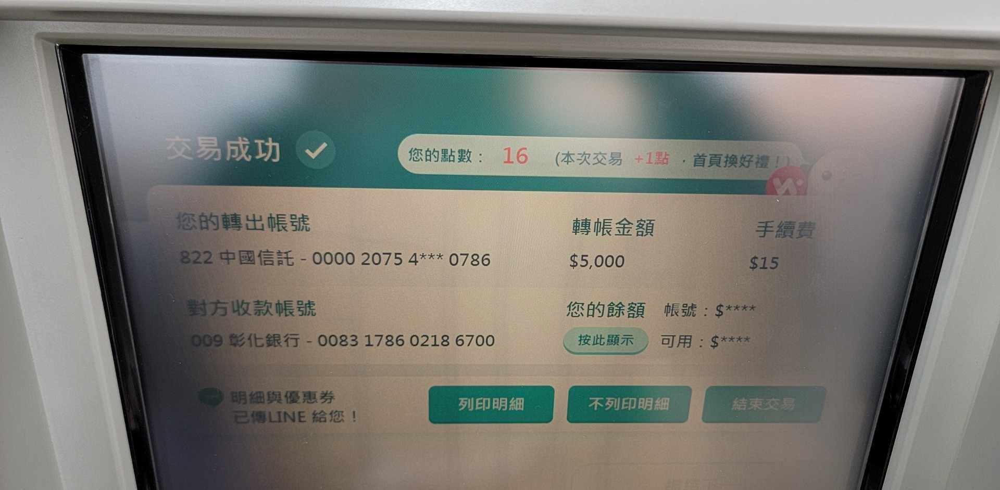 交易成功
您的點數： 16 (本次交易 +1點，首頁換好禮！)
您的轉出帳號 轉帳金額 手續費
822 中國信託 - 0000 2075 4*** 0786 $5,000 $15
對方收款帳號 您的餘額 帳號：$****
009 彰化銀行 - 0083 1786 0218 6700 按此顯示 可用：$****
明細與優惠券
已傳LINE 給您！
列印明細 不列印明細 結束交易